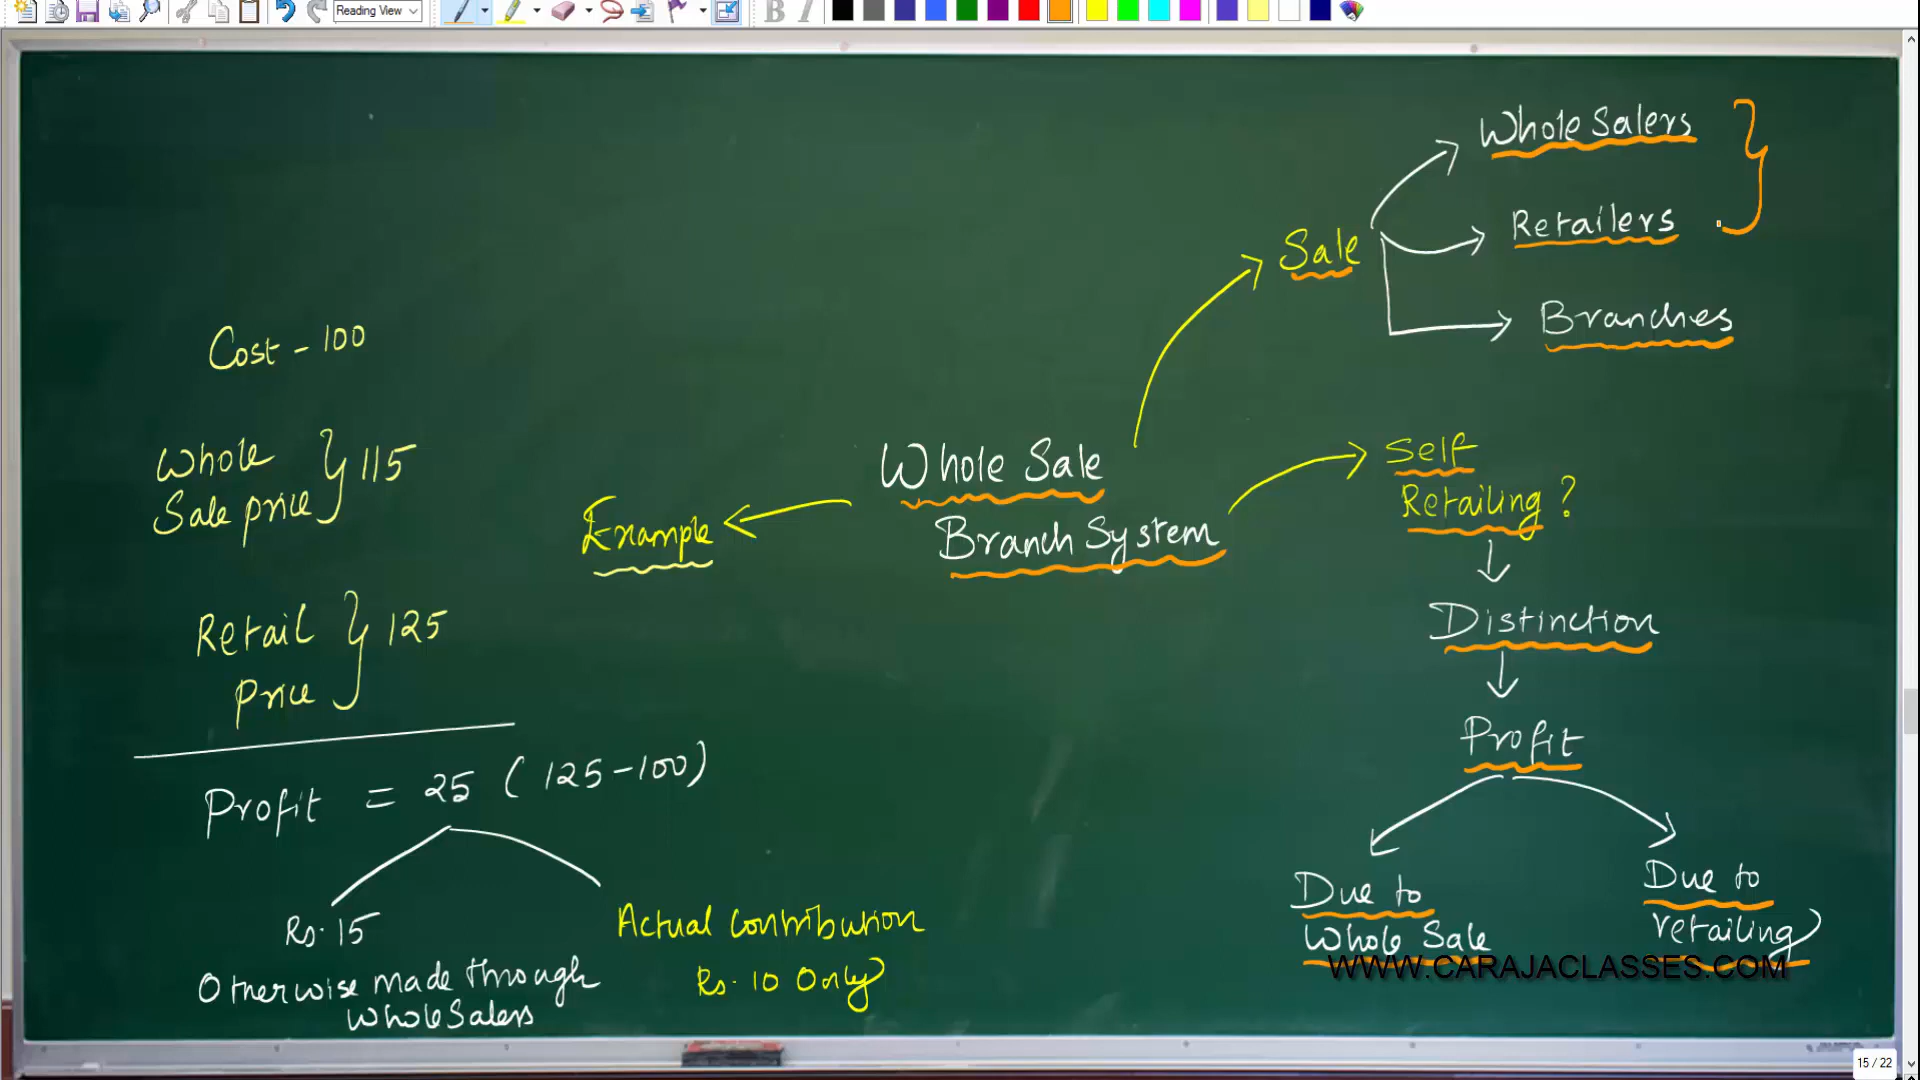 Reading View
Whole Salers
Retailers
Sale
Branches
Cost - 100
Whole
Sale price } 115
Whole Sale
Branch System
Self
Retailing ?
Example
Distinction
Retail } 125
price
Profit
Profit = 25 (125-100)
Due to
Whole Sale
Due to
retailing
Rs. 15
Otherwise made through
Whole Salers
Actual Contribution
Rs. 10 Only
WWW.CARAJACLASSES.COM
15 / 22